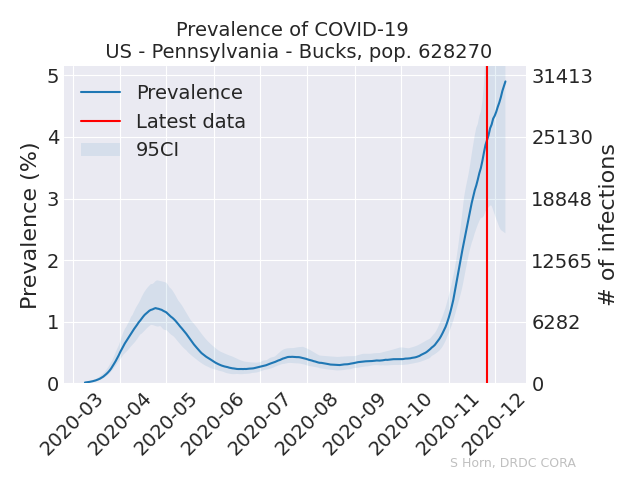 Prevalence of COVID-19
US - Pennsylvania - Bucks, pop. 628270
Prevalence
Latest data
95CI
Prevalence (%)
5
4
3
2
1
0
31413
25130
18848
12565
6282
0
# of infections
2020-03
2020-04
2020-05
2020-06
2020-07
2020-08
2020-09
2020-10
2020-11
2020-12
S Horn, DRDC CORA